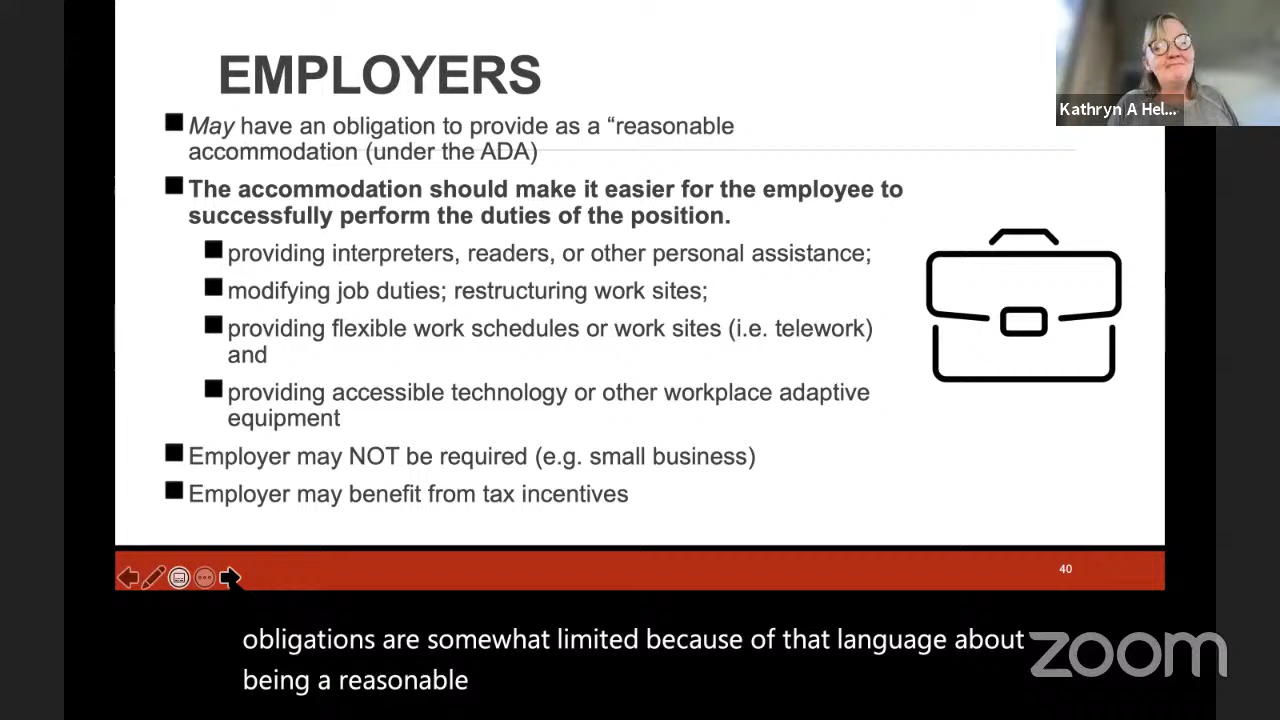 EMPLOYERS
May have an obligation to provide as a “reasonable
accommodation (under the ADA)
The accommodation should make it easier for the employee to
successfully perform the duties of the position.
providing interpreters, readers, or other personal assistance;
modifying job duties; restructuring work sites;
providing flexible work schedules or work sites (i.e. telework)
and
providing accessible technology or other workplace adaptive
equipment
Employer may NOT be required (e.g. small business)
Employer may benefit from tax incentives
Kathryn A Hel...
40
obligations are somewhat limited because of that language about
being a reasonable
zoom